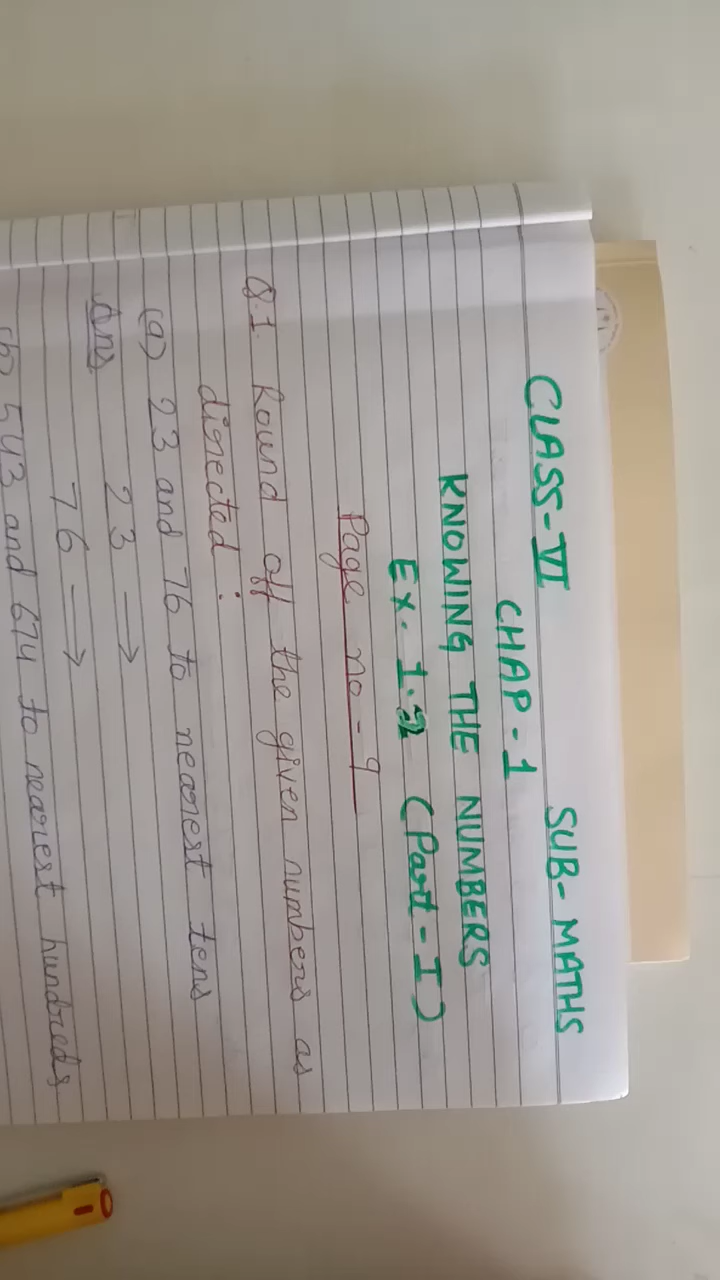 CLASS-VI SUB-MATHS
CHAP-1
KNOWING THE NUMBERS
EX. 1.2 (Part-I)
Page no-9
Q.1. Round off the given numbers as
directed:
(a) 23 and 76 to nearest tens
Ans 23 →
76 →
(b) 543 and 674 to nearest hundreds